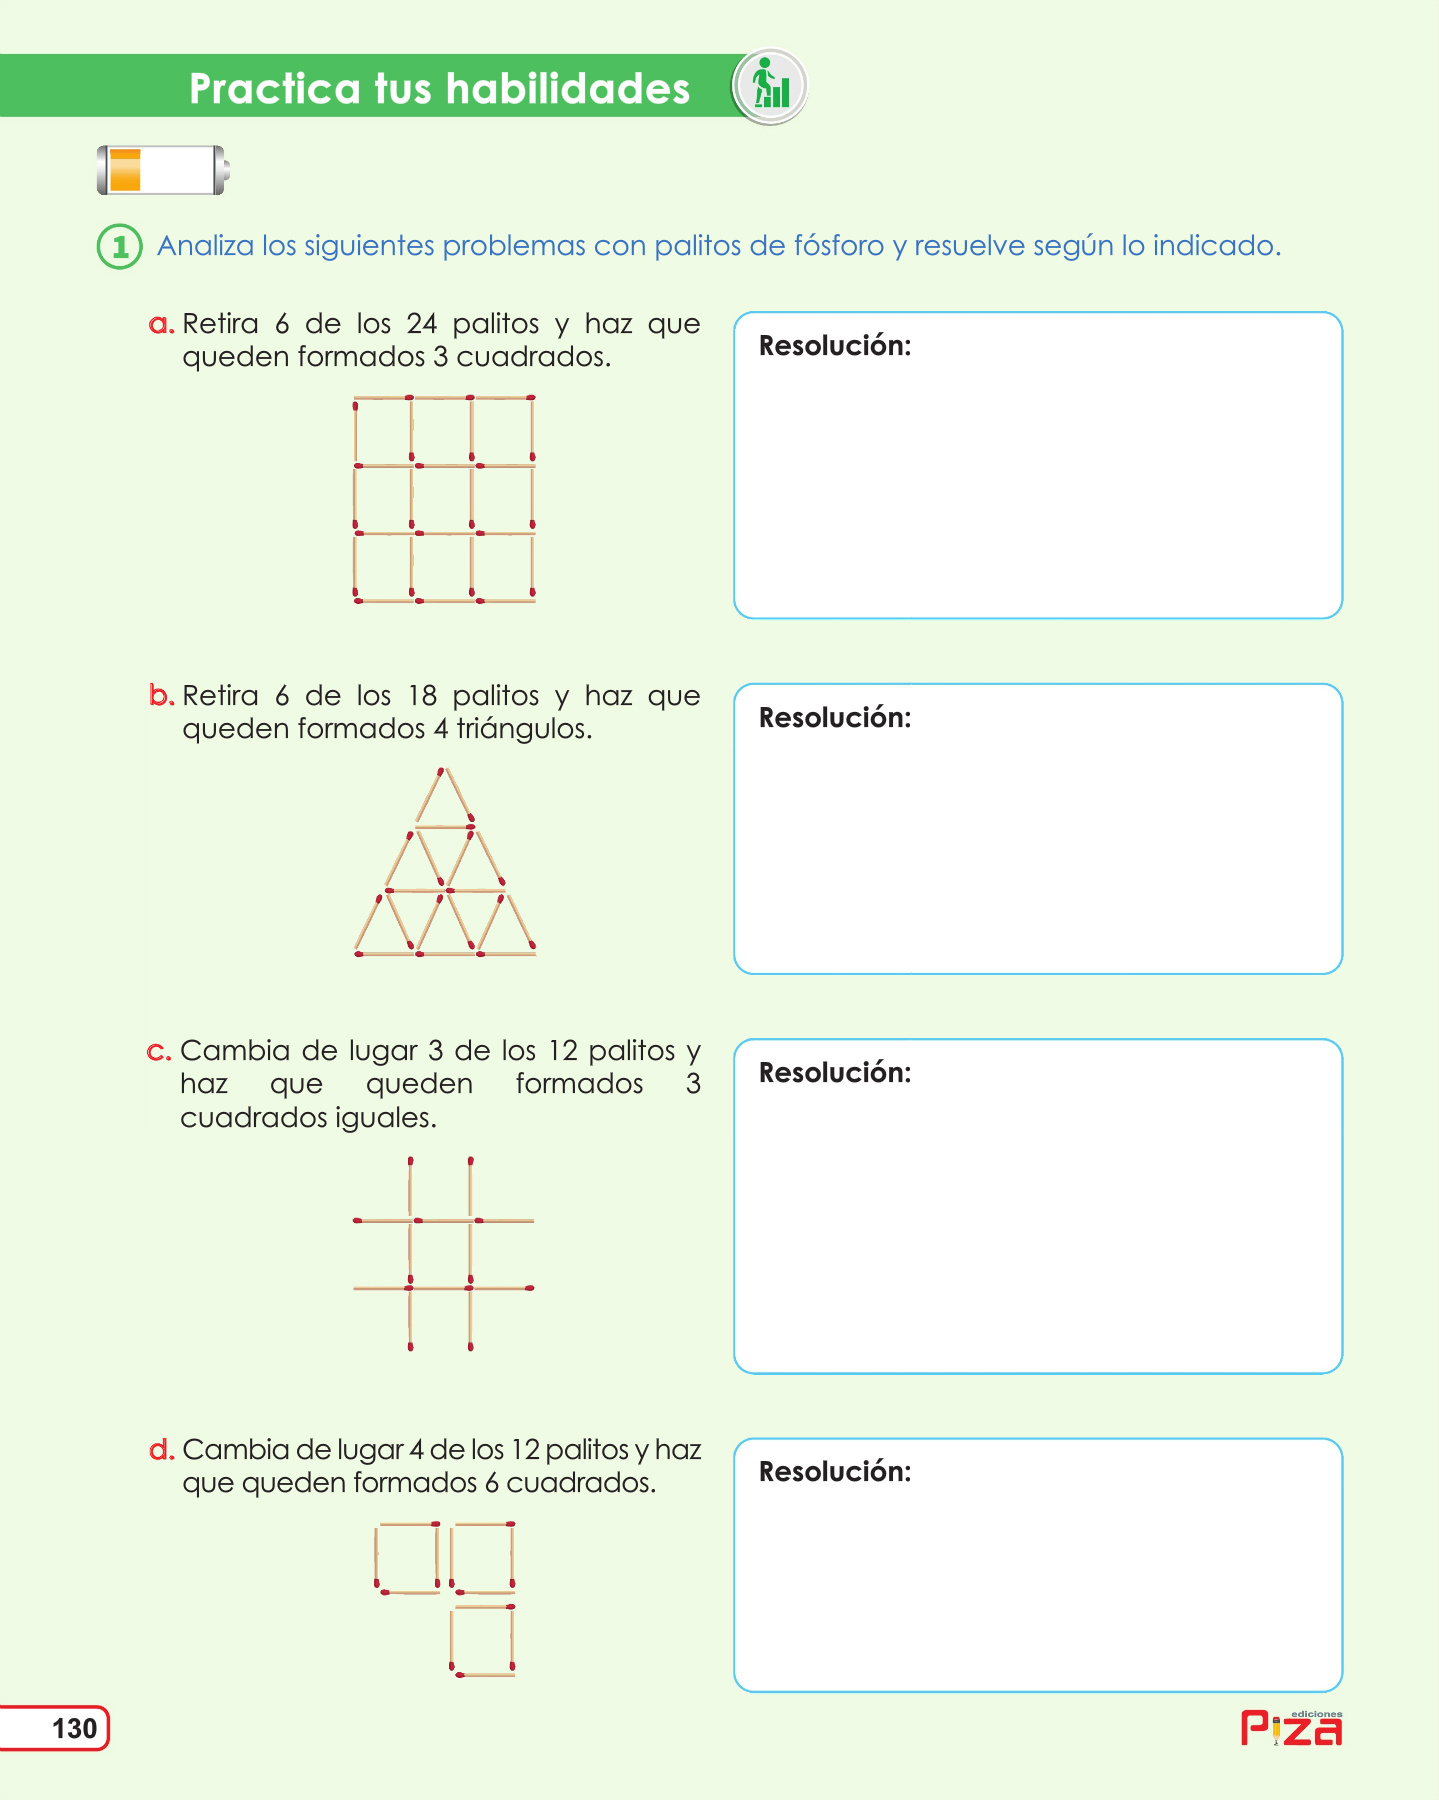 Practica tus habilidades
1 Analiza los siguientes problemas con palitos de fósforo y resuelve según lo indicado.
a. Retira 6 de los 24 palitos y haz que
queden formados 3 cuadrados.
Resolución:
b. Retira 6 de los 18 palitos y haz que
queden formados 4 triángulos.
Resolución:
c. Cambia de lugar 3 de los 12 palitos y
haz que queden formados 3
cuadrados iguales.
Resolución:
d. Cambia de lugar 4 de los 12 palitos y haz
que queden formados 6 cuadrados.
Resolución:
130
ediciones
Piza